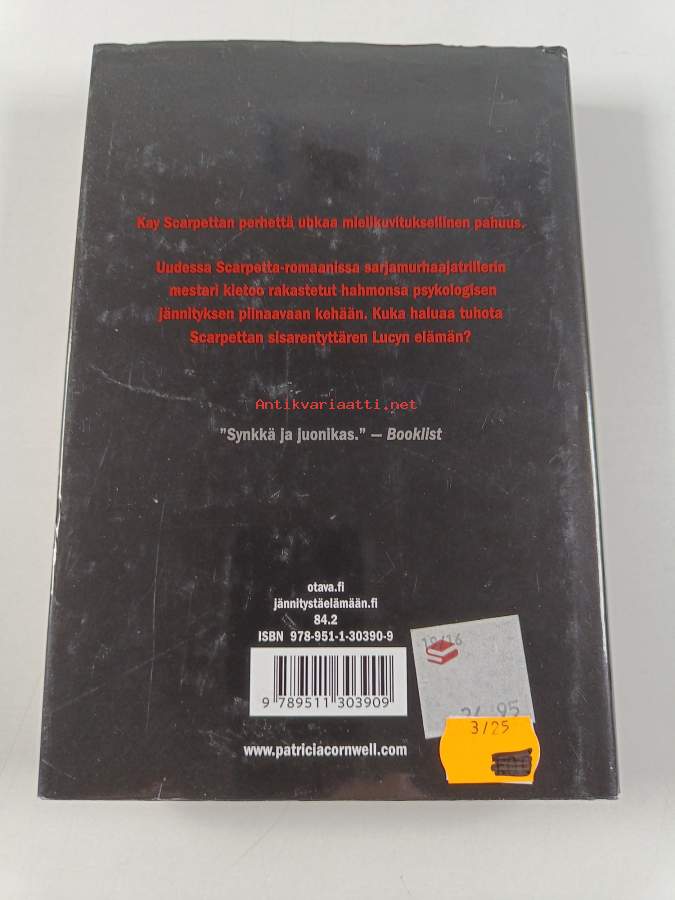 Kay Scarpettan perhettä uhkaa mielikuvituksellinen pahuus.
Uudessa Scarpetta-romaanissa sarjamurhaajatrillerin
mestari kietoo rakastetut hahmonsa psykologisen
jännityksen piinaavaan kehään. Kuka haluaa tuhota
Scarpettan sisarentyttären Lucyn elämän?
Antikvariaatti.net
"Synkkä ja juonikas." – Booklist
otava.fi
jännitystäelämään.fi
84.2
ISBN 978-951-1-30390-9
9 789511 303909
www.patriciacornwell.com
95
3/25